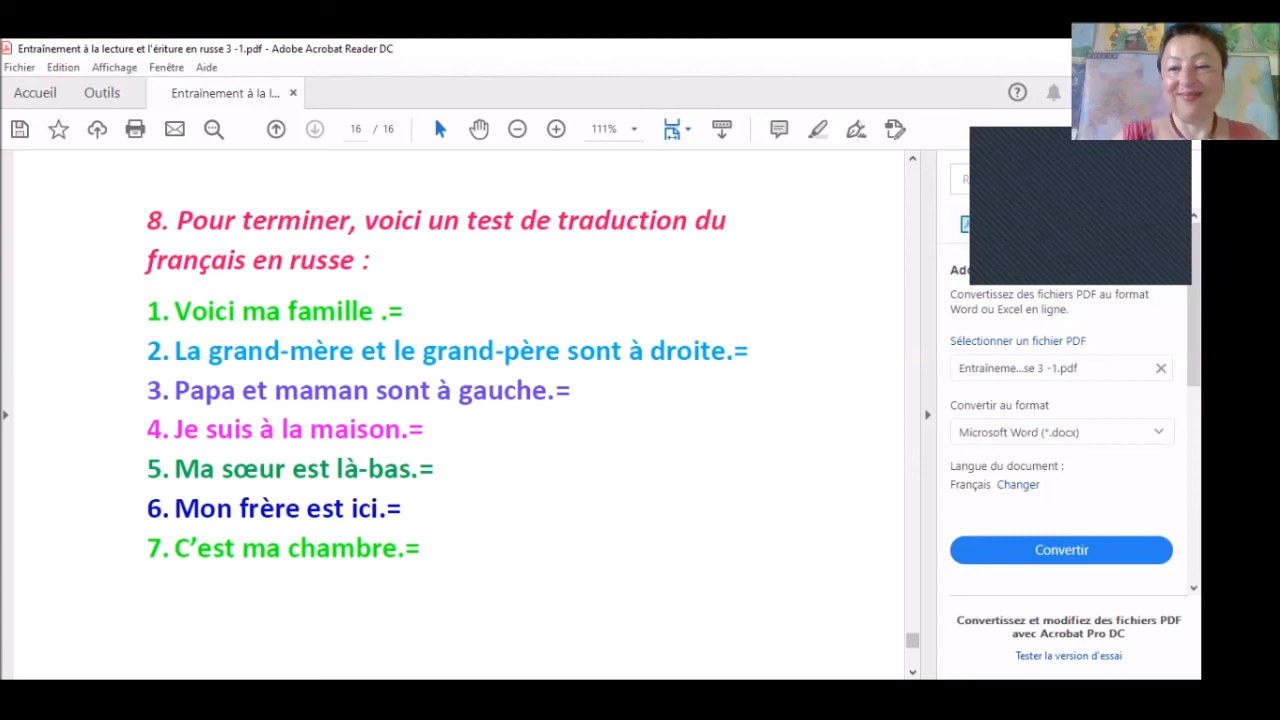 Entraînement à la lecture et l'ériture en russe 3 -1.pdf - Adobe Acrobat Reader DC
Fichier Edition Affichage Fenêtre Aide
Accueil Outils Entraînement à la l... ×
16 / 16 111%
8. Pour terminer, voici un test de traduction du
français en russe :
1. Voici ma famille .=
2. La grand-mère et le grand-père sont à droite.=
3. Papa et maman sont à gauche.=
4. Je suis à la maison.=
5. Ma sœur est là-bas.=
6. Mon frère est ici.=
7. C’est ma chambre.=
Convertissez des fichiers PDF au format
Word ou Excel en ligne.
Sélectionner un fichier PDF
Entraîneme...se 3 -1.pdf
Convertir au format
Microsoft Word (*.docx)
Langue du document :
Français Changer
Convertir
Convertissez et modifiez des fichiers PDF
avec Acrobat Pro DC
Tester la version d'essai